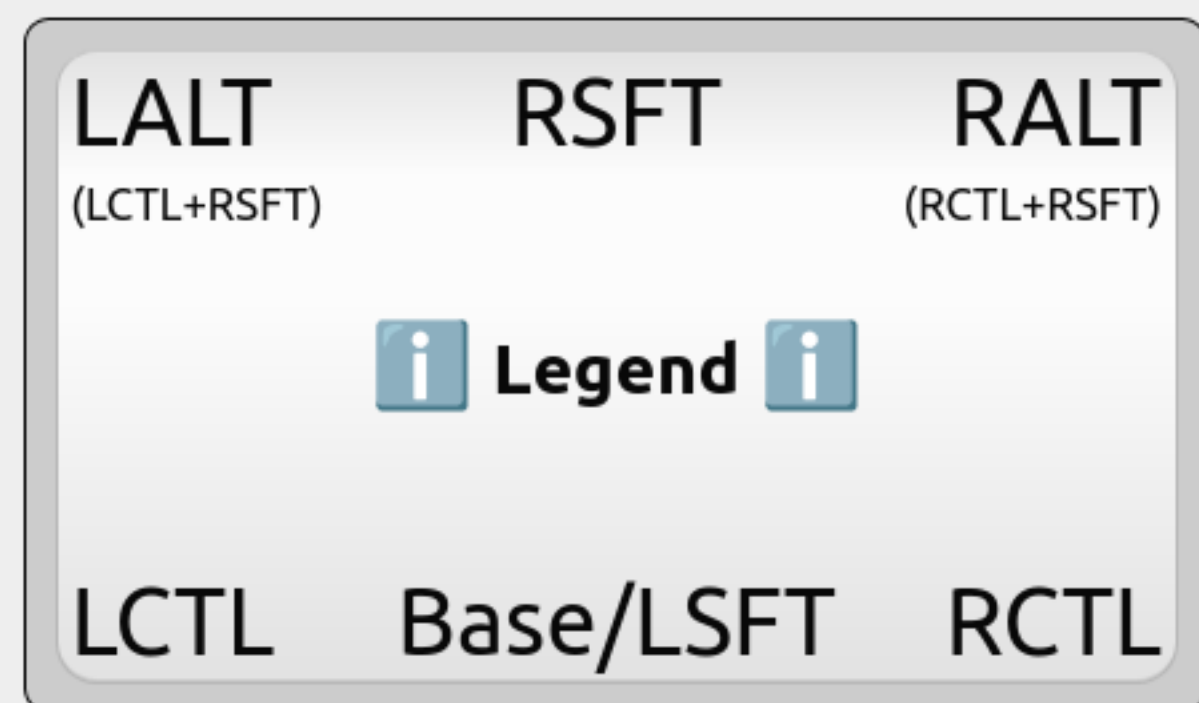 LALT RSFT RALT
(LCTL+RSFT) (RCTL+RSFT)
ℹ️ Legend ℹ️
LCTL Base/LSFT RCTL